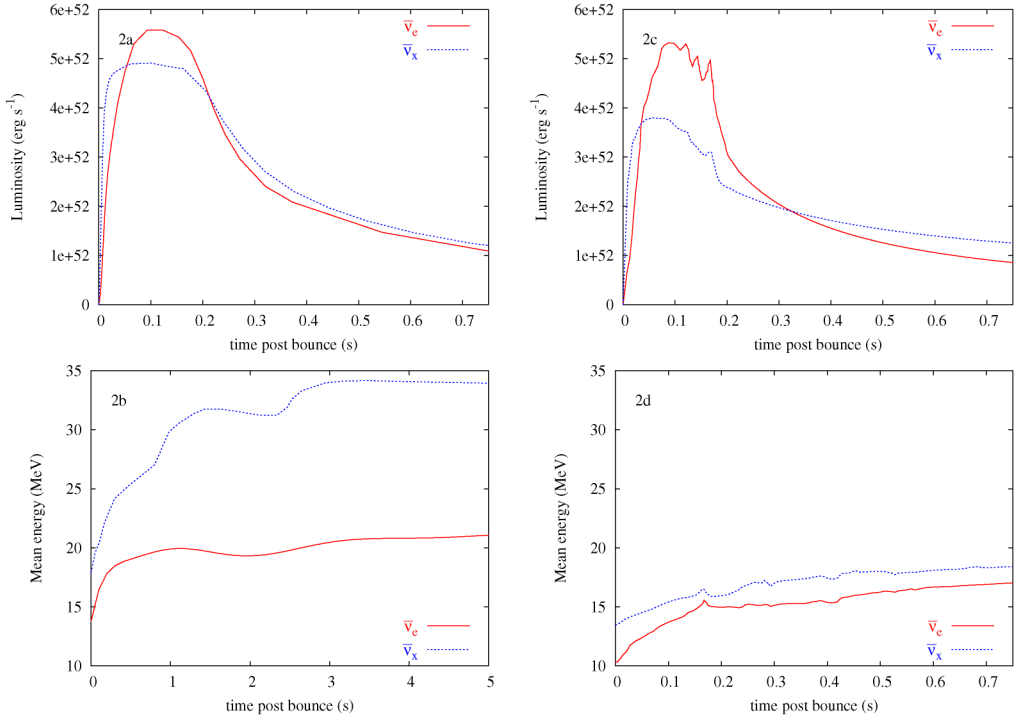 6e+52
5e+52
4e+52
3e+52
2e+52
1e+52
0
Luminosity (erg s⁻¹)
2a
ν̅ₑ
ν̅ₓ
0 0.1 0.2 0.3 0.4 0.5 0.6 0.7
time post bounce (s)
6e+52
5e+52
4e+52
3e+52
2e+52
1e+52
0
Luminosity (erg s⁻¹)
2c
ν̅ₑ
ν̅ₓ
0 0.1 0.2 0.3 0.4 0.5 0.6 0.7
time post bounce (s)
35
30
25
20
15
10
Mean energy (MeV)
2b
ν̅ₑ
ν̅ₓ
0 1 2 3 4 5
time post bounce (s)
35
30
25
20
15
10
Mean energy (MeV)
2d
ν̅ₑ
ν̅ₓ
0 0.1 0.2 0.3 0.4 0.5 0.6 0.7
time post bounce (s)